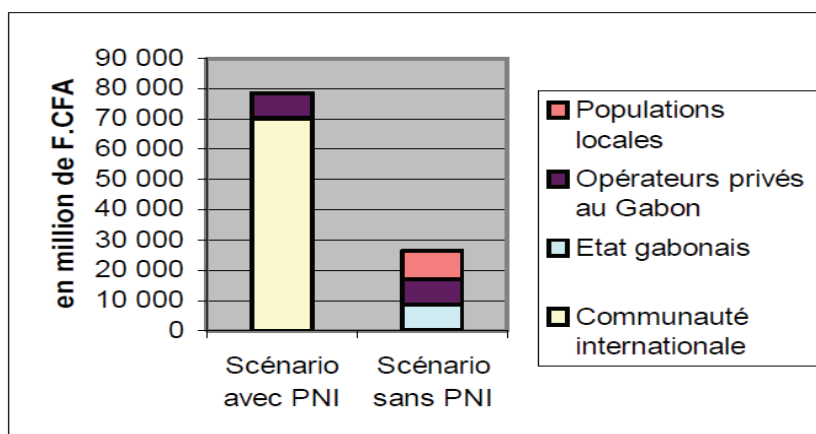 en million de F.CFA
90 000
80 000
70 000
60 000
50 000
40 000
30 000
20 000
10 000
0
Scénario
avec PNI
Scénario
sans PNI
Populations
locales
Opérateurs privés
au Gabon
Etat gabonais
Communauté
internationale